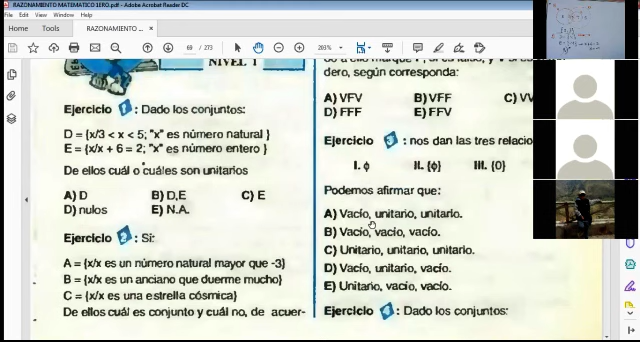 RAZONAMIENTO MATEMATICO 1ERO.pdf - Adobe Acrobat Reader DC
File Edit View Window Help
Home Tools RAZONAMIENTO ... ×
69 / 273 203%
NIVEL 1
Ejercicio 1 : Dado los conjuntos:
D = {x/3 < x < 5; "x" es número natural }
E = {x/x + 6 = 2; "x" es número entero }
De ellos cuál o cuáles son unitarios
A) D B) D,E C) E
D) nulos E) N.A.
Ejercicio 2 : Si:
A = {x/x es un número natural mayor que -3}
B = {x/x es un anciano que duerme mucho}
C = {x/x es una estrella cósmica}
De ellos cuál es conjunto y cuál no, de acuer-
dero, según corresponda:
A) VFV B) VFF C) VV
D) FFF E) FFV
Ejercicio 3 : nos dan las tres relacio
I. ϕ II. {ϕ} III. {0}
Podemos afirmar que:
A) Vacío, unitario, unitario.
B) Vacío, vacío, vacío.
C) Unitario, unitario, unitario.
D) Vacío, unitario, vacío.
E) Unitario, vacío, vacío.
Ejercicio 4 : Dado los conjuntos: